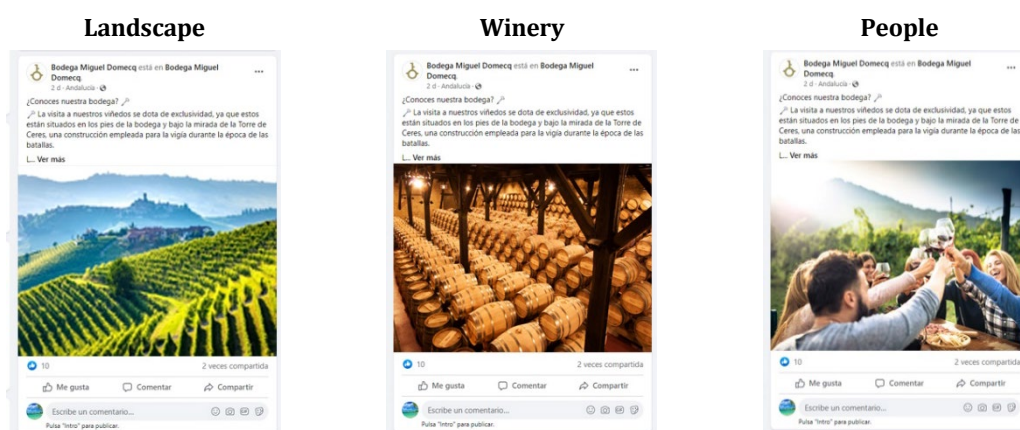 Landscape
Bodega Miguel Domecq está en Bodega Miguel
Domecq.
2 d · Andalucía ·
¿Conoces nuestra bodega?
La visita a nuestros viñedos se dota de exclusividad, ya que estos
están situados en los pies de la bodega y bajo la mirada de la Torre de
Ceres, una construcción empleada para la vigía durante la época de las
batallas.
... Ver más
10
2 veces compartida
Me gusta
Comentar
Compartir
Escribe un comentario...
Pulsa "Intro" para publicar.
Winery
Bodega Miguel Domecq está en Bodega Miguel
Domecq.
2 d · Andalucía ·
¿Conoces nuestra bodega?
La visita a nuestros viñedos se dota de exclusividad, ya que estos
están situados en los pies de la bodega y bajo la mirada de la Torre de
Ceres, una construcción empleada para la vigía durante la época de las
batallas.
... Ver más
10
2 veces compartida
Me gusta
Comentar
Compartir
Escribe un comentario...
Pulsa "Intro" para publicar.
People
Bodega Miguel Domecq está en Bodega Miguel
Domecq.
2 d · Andalucía ·
¿Conoces nuestra bodega?
La visita a nuestros viñedos se dota de exclusividad, ya que estos
están situados en los pies de la bodega y bajo la mirada de la Torre de
Ceres, una construcción empleada para la vigía durante la época de las
batallas.
... Ver más
10
2 veces compartida
Me gusta
Comentar
Compartir
Escribe un comentario...
Pulsa "Intro" para publicar.